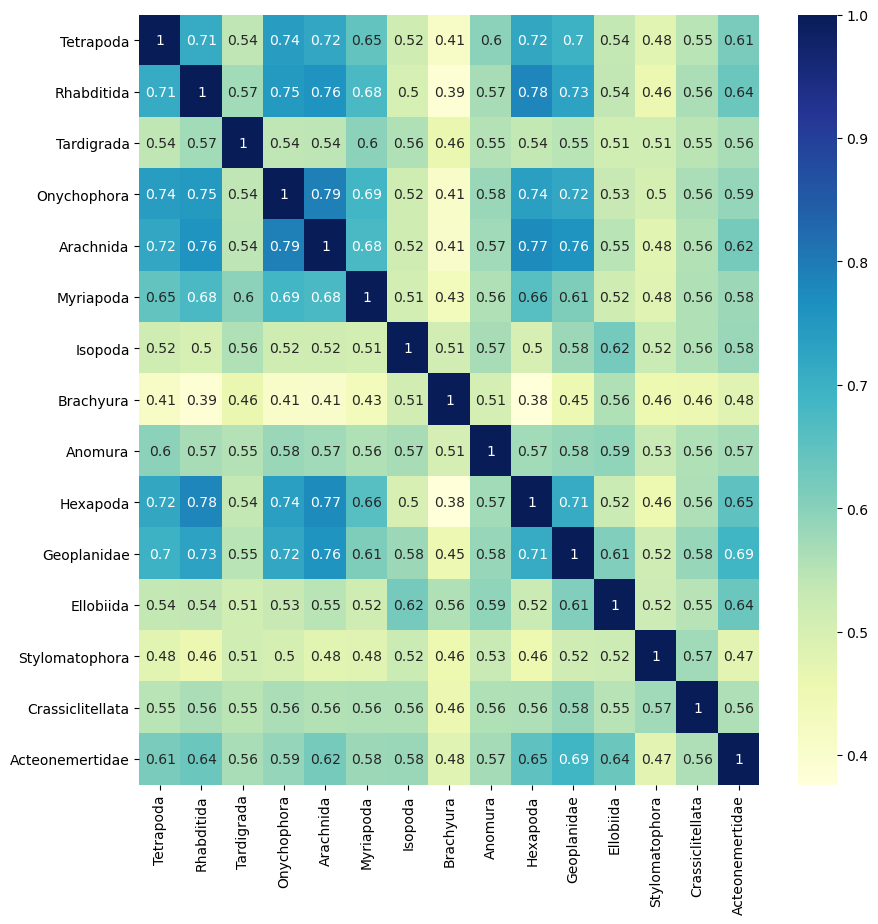 Tetrapoda 1 0.71 0.54 0.74 0.72 0.65 0.52 0.41 0.6 0.72 0.7 0.54 0.48 0.55 0.61
Rhabditida 0.71 1 0.57 0.75 0.76 0.68 0.5 0.39 0.57 0.78 0.73 0.54 0.46 0.56 0.64
Tardigrada 0.54 0.57 1 0.54 0.54 0.6 0.56 0.46 0.55 0.54 0.55 0.51 0.51 0.55 0.56
Onychophora 0.74 0.75 0.54 1 0.79 0.69 0.52 0.41 0.58 0.74 0.72 0.53 0.5 0.56 0.59
Arachnida 0.72 0.76 0.54 0.79 1 0.68 0.52 0.41 0.57 0.77 0.76 0.55 0.48 0.56 0.62
Myriapoda 0.65 0.68 0.6 0.69 0.68 1 0.51 0.43 0.56 0.66 0.61 0.52 0.48 0.56 0.58
Isopoda 0.52 0.5 0.56 0.52 0.52 0.51 1 0.51 0.57 0.5 0.58 0.62 0.52 0.56 0.58
Brachyura 0.41 0.39 0.46 0.41 0.41 0.43 0.51 1 0.51 0.38 0.45 0.56 0.46 0.46 0.48
Anomura 0.6 0.57 0.55 0.58 0.57 0.56 0.57 0.51 1 0.57 0.58 0.59 0.53 0.56 0.57
Hexapoda 0.72 0.78 0.54 0.74 0.77 0.66 0.5 0.38 0.57 1 0.71 0.52 0.46 0.56 0.65
Geoplanidae 0.7 0.73 0.55 0.72 0.76 0.61 0.58 0.45 0.58 0.71 1 0.61 0.52 0.58 0.69
Ellobiida 0.54 0.54 0.51 0.53 0.55 0.52 0.62 0.56 0.59 0.52 0.61 1 0.52 0.55 0.64
Stylomatophora 0.48 0.46 0.51 0.5 0.48 0.48 0.52 0.46 0.53 0.46 0.52 0.52 1 0.57 0.47
Crassiclitellata 0.55 0.56 0.55 0.56 0.56 0.56 0.56 0.46 0.56 0.56 0.58 0.55 0.57 1 0.56
Acteonemertidae 0.61 0.64 0.56 0.59 0.62 0.58 0.58 0.48 0.57 0.65 0.69 0.64 0.47 0.56 1
Tetrapoda
Rhabditida
Tardigrada
Onychophora
Arachnida
Myriapoda
Isopoda
Brachyura
Anomura
Hexapoda
Geoplanidae
Ellobiida
Stylomatophora
Crassiclitellata
Acteonemertidae
1.0
0.9
0.8
0.7
0.6
0.5
0.4